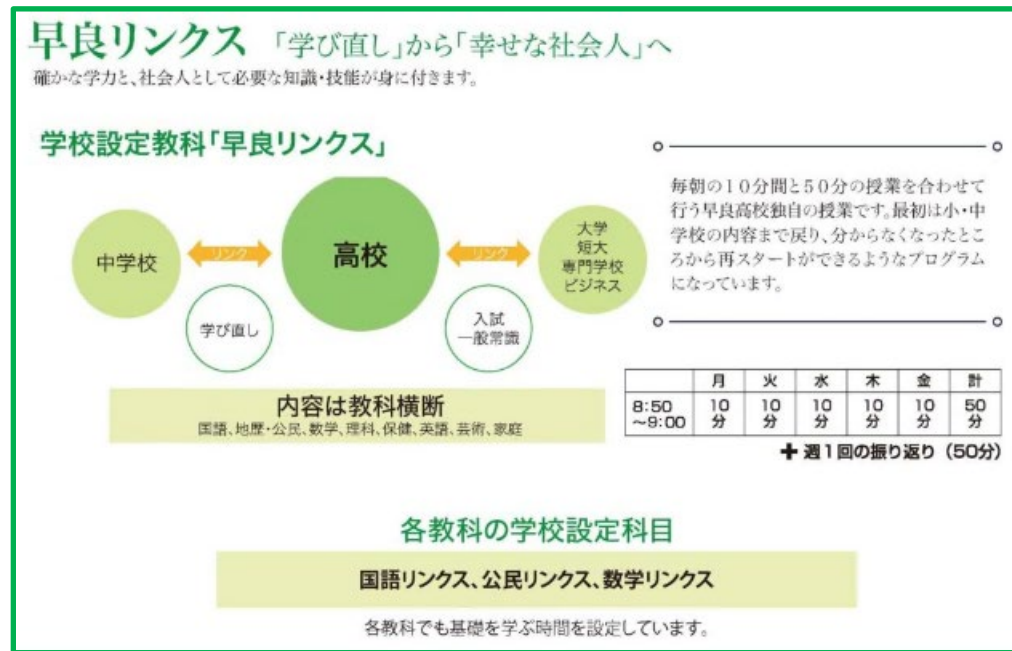 早良リンクス 「学び直し」から「幸せな社会人」へ
確かな学力と、社会人として必要な知識・技能が身に付きます。
学校設定教科「早良リンクス」
毎朝の１０分間と５０分の授業を合わせて
行う早良高校独自の授業です。最初は小・中
学校の内容まで戻り、分からなくなったとこ
ろから再スタートができるようなプログラム
になっています。
中学校
リンク
高校
リンク
大学
短大
専門学校
ビジネス
学び直し
入試
一般常識
内容は教科横断
国語、地歴・公民、数学、理科、保健、英語、芸術、家庭
月 火 水 木 金 計
8:50 10 10 10 10 10 50
～9:00 分 分 分 分 分 分
＋ 週１回の振り返り（50分）
各教科の学校設定科目
国語リンクス、公民リンクス、数学リンクス
各教科でも基礎を学ぶ時間を設定しています。